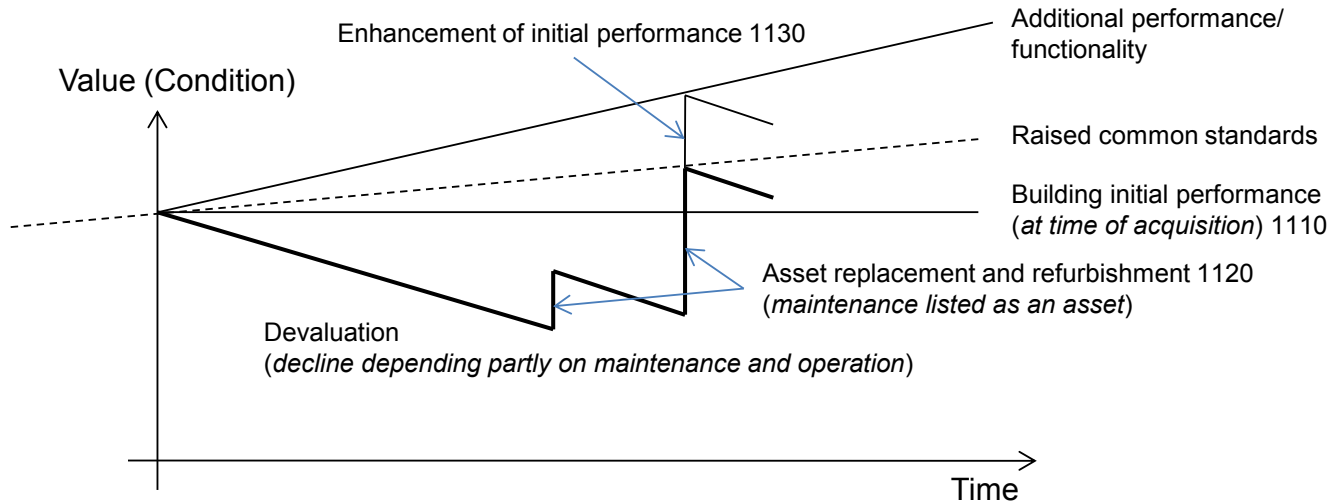 Additional performance/
functionality
Enhancement of initial performance 1130
Value (Condition)
Raised common standards
Building initial performance
(at time of acquisition) 1110
Asset replacement and refurbishment 1120
(maintenance listed as an asset)
Devaluation
(decline depending partly on maintenance and operation)
Time